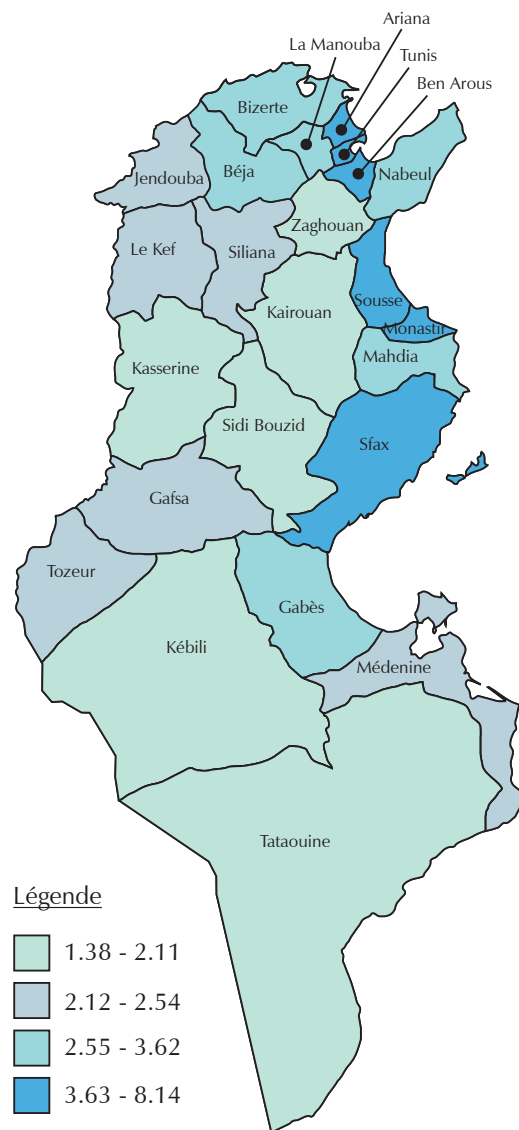 Ariana
La Manouba
Tunis
Ben Arous
Bizerte
Jendouba
Béja
Nabeul
Zaghouan
Le Kef
Siliana
Sousse
Kairouan
Monastir
Mahdia
Kasserine
Sidi Bouzid
Sfax
Gafsa
Tozeur
Gabès
Kébili
Médenine
Tataouine
Légende
1.38 - 2.11
2.12 - 2.54
2.55 - 3.62
3.63 - 8.14